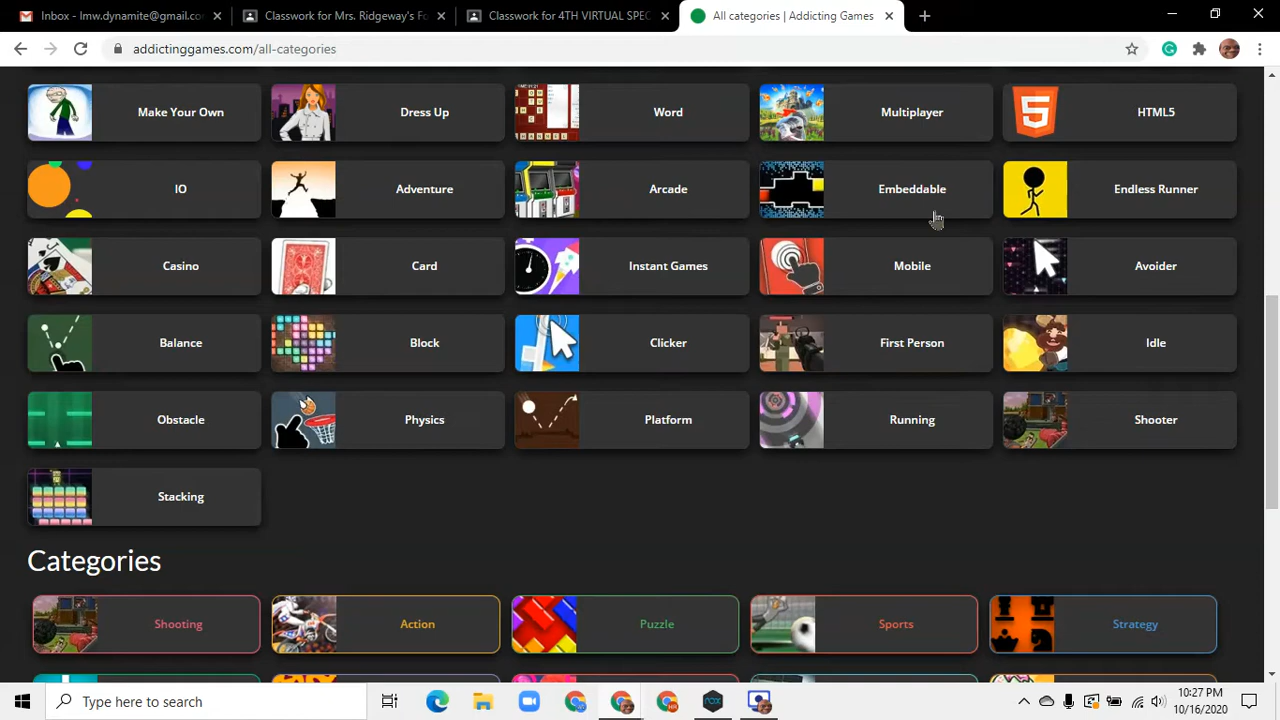 Inbox - lmw.dynamite@gmail.co
Classwork for Mrs. Ridgeway's Fo
Classwork for 4TH VIRTUAL SPEC
All categories | Addicting Games
addictinggames.com/all-categories
Make Your Own
Dress Up
Word
Multiplayer
HTML5
IO
Adventure
Arcade
Embeddable
Endless Runner
Casino
Card
Instant Games
Mobile
Avoider
Balance
Block
Clicker
First Person
Idle
Obstacle
Physics
Platform
Running
Shooter
Stacking
Categories
Shooting
Action
Puzzle
Sports
Strategy
Type here to search
nox
10:27 PM
10/16/2020